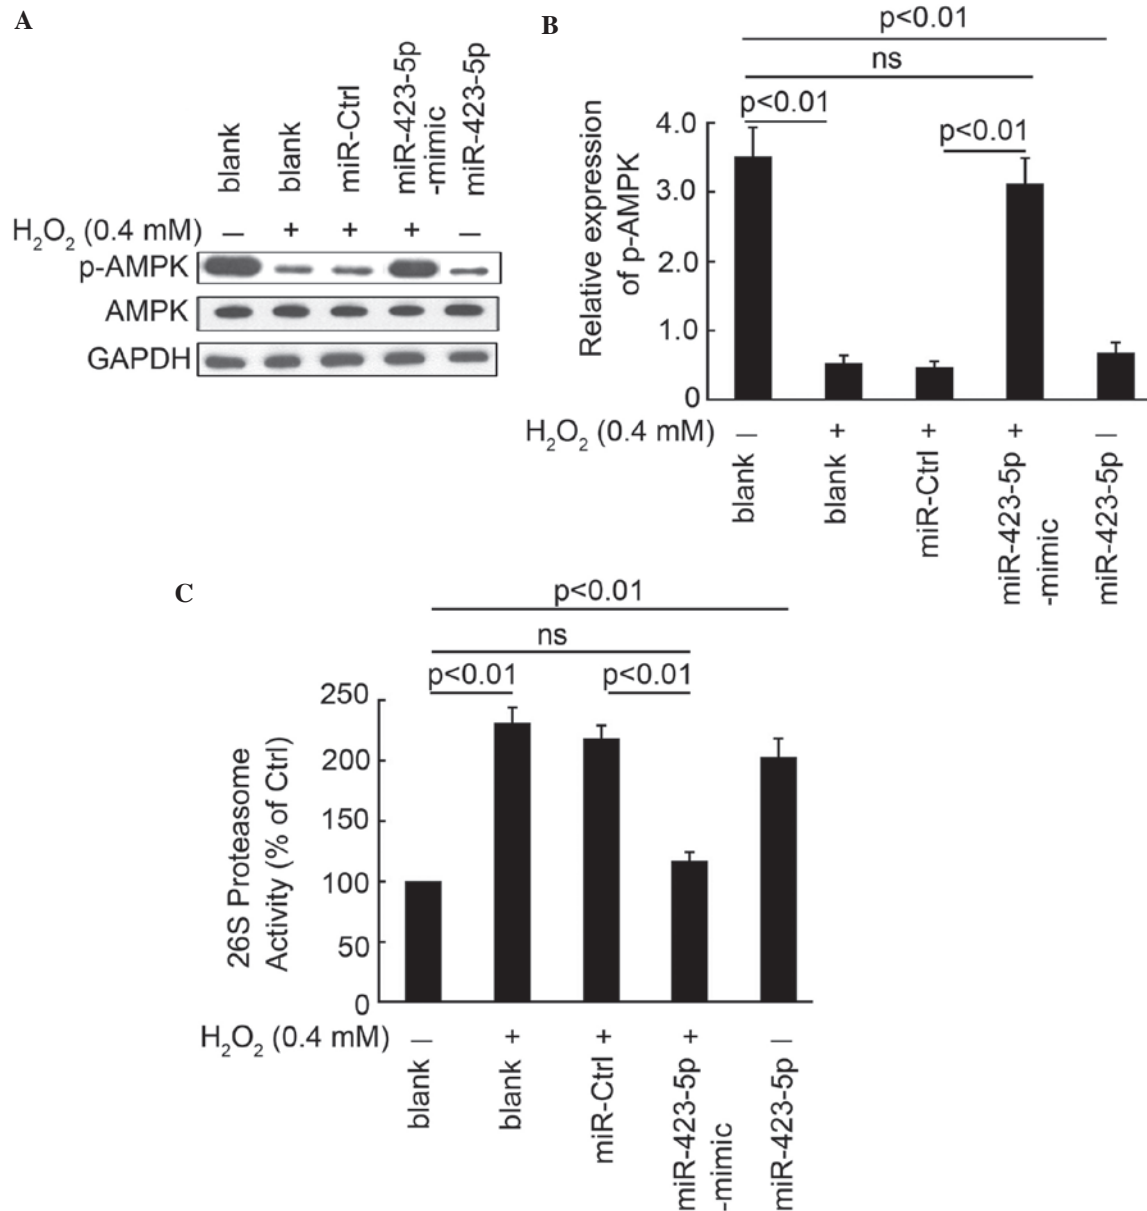 A
blank
blank
miR-Ctrl
miR-423-5p
-mimic
miR-423-5p
H₂O₂ (0.4 mM) – + + + –
p-AMPK
AMPK
GAPDH
B
p<0.01
ns
p<0.01
p<0.01
Relative expression
of p-AMPK
4.0
3.0
2.0
1.0
0
H₂O₂ (0.4 mM) – + + + –
blank
blank
miR-Ctrl
miR-423-5p
-mimic
miR-423-5p
C
p<0.01
ns
p<0.01
p<0.01
26S Proteasome
Activity (% of Ctrl)
250
200
150
100
50
0
H₂O₂ (0.4 mM) – + + + –
blank
blank
miR-Ctrl
miR-423-5p
-mimic
miR-423-5p